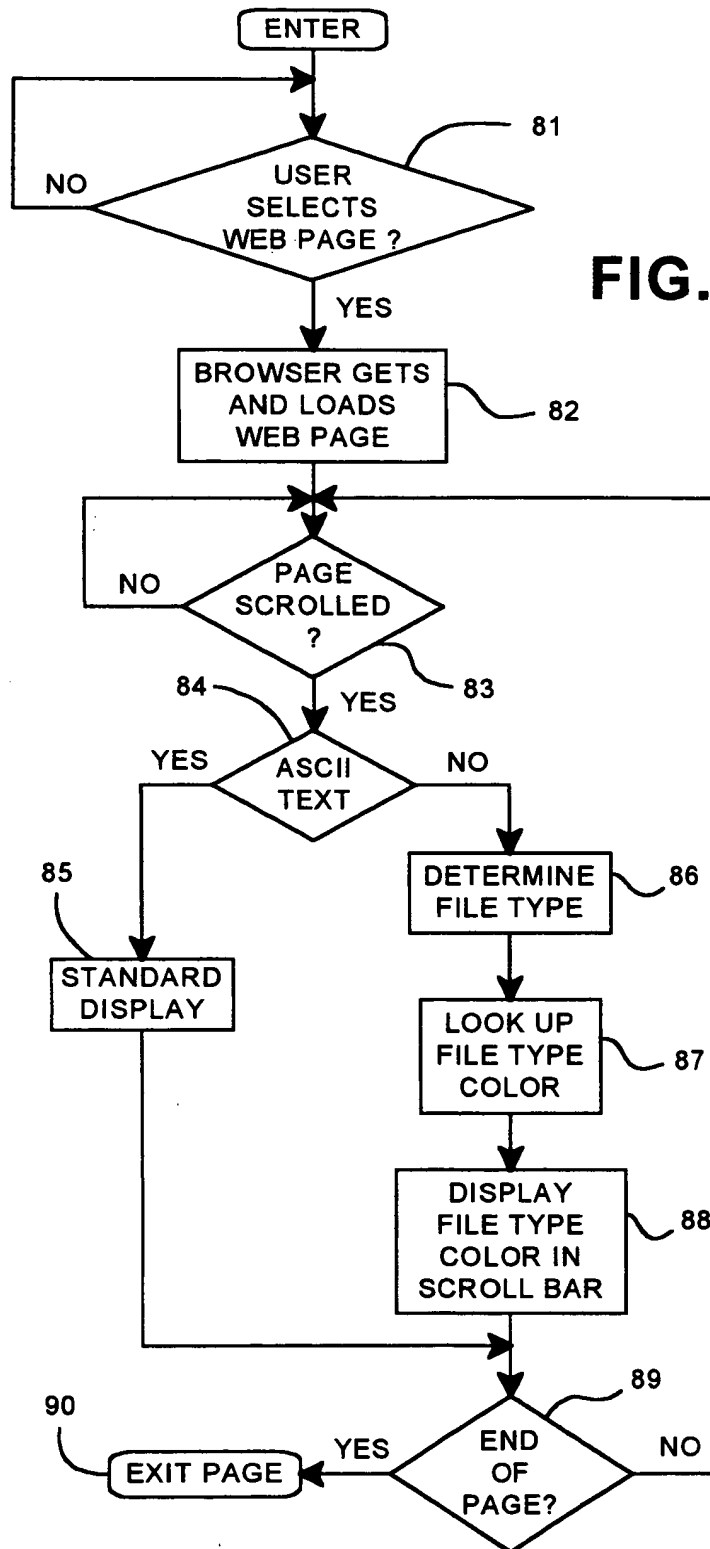 ENTER
81
NO
USER
SELECTS
WEB PAGE ?
FIG.
YES
BROWSER GETS
AND LOADS
WEB PAGE
82
NO
PAGE
SCROLLED
?
83
84
YES
YES
ASCII
TEXT
NO
85
DETERMINE
FILE TYPE
86
STANDARD
DISPLAY
LOOK UP
FILE TYPE
COLOR
87
DISPLAY
FILE TYPE
COLOR IN
SCROLL BAR
88
89
90
EXIT PAGE
YES
END
OF
PAGE?
NO